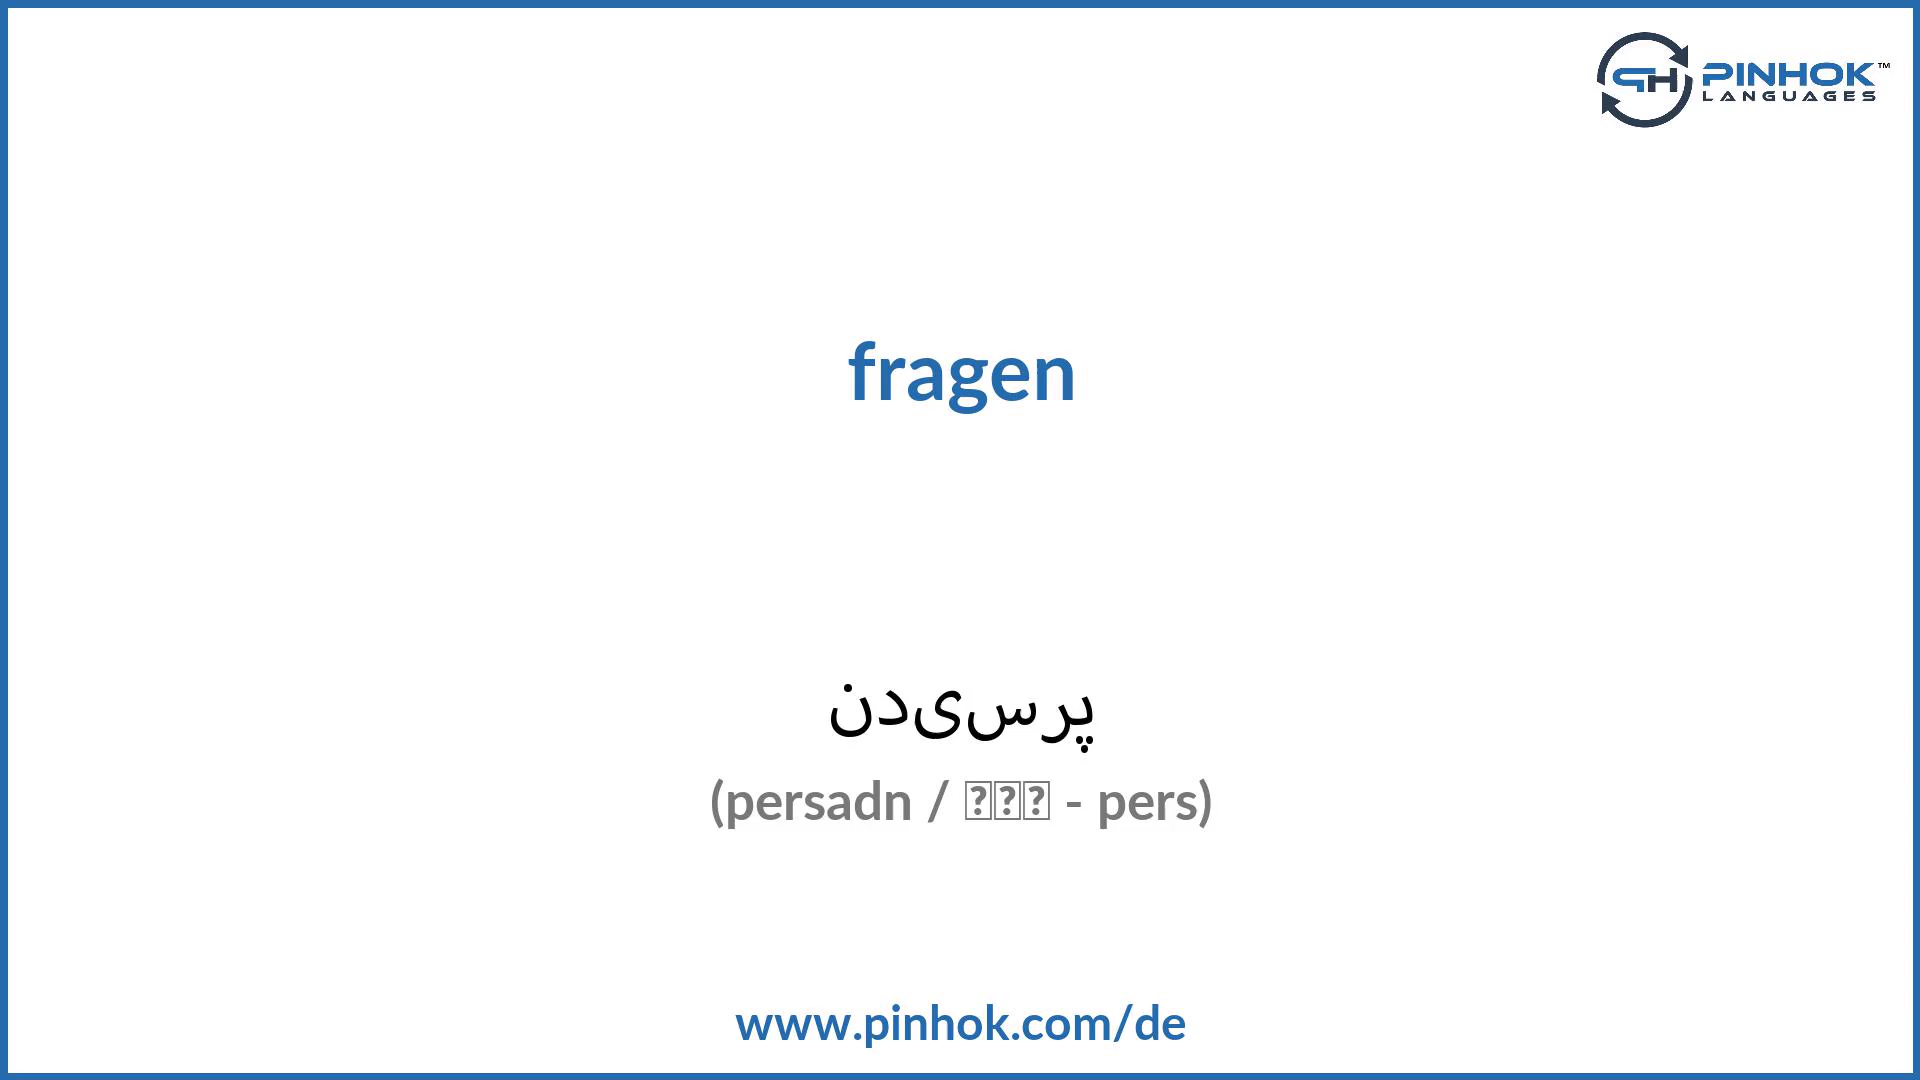 PINHOK™
LANGUAGES
fragen
پرسیدن
(persadn / - pers)
www.pinhok.com/de